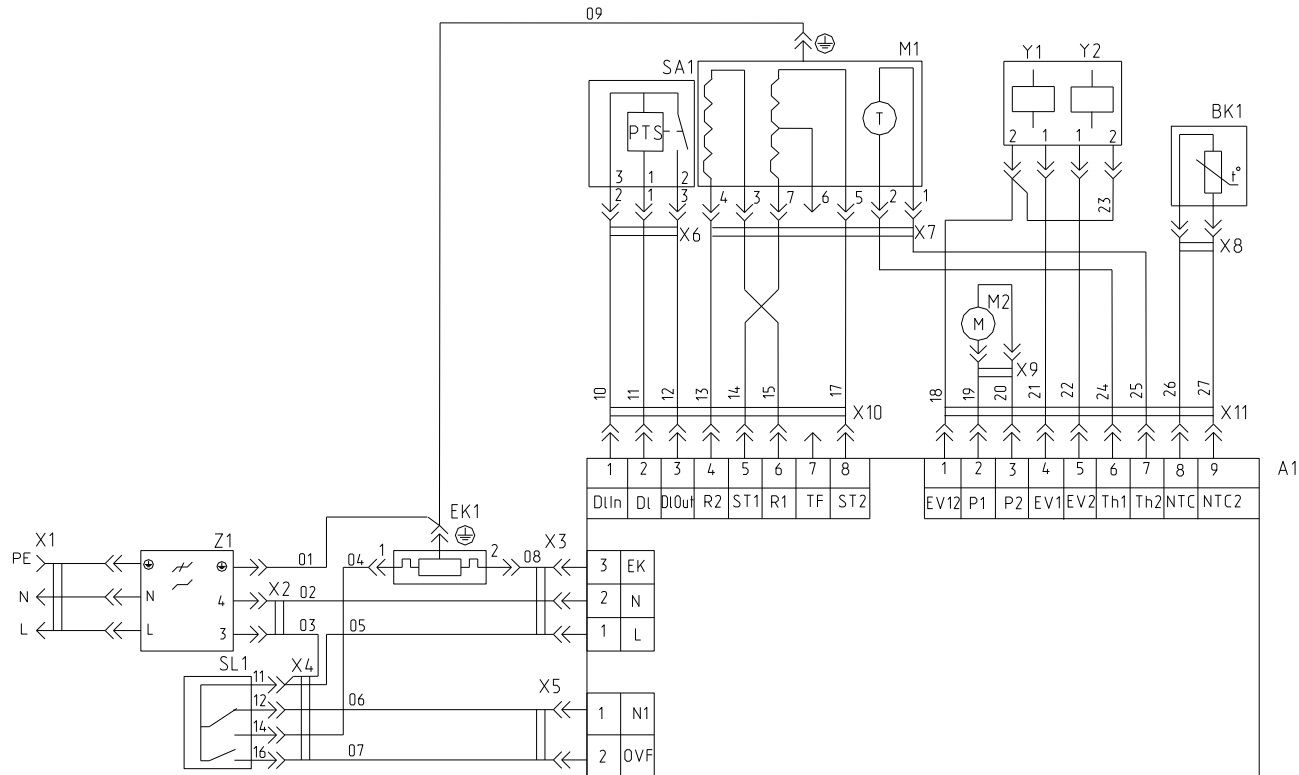 09
M1
SA1
Y1 Y2
BK1
PTS
T
t°
3 1 2
2 1 3
4 3 7 6 5 2 1
2 1 1 2
23
X6
X7
X8
M2
M
X9
10 11 12 13 14 15 17
18 19 20 21 22 24 25 26 27
X10
X11
A1
1 2 3 4 5 6 7 8
DlIn Dl DlOut R2 ST1 R1 TF ST2
1 2 3 4 5 6 7 8 9
EV12 P1 P2 EV1 EV2 Th1 Th2 NTC NTC2
EK1
X1
Z1
1 2
X3
PE
01
04
08
3 EK
N
N
4
X2
02
2 N
L
L
3
03
05
1 L
SL1
11
X4
12
06
X5
1 N1
14
16
07
2 OVF